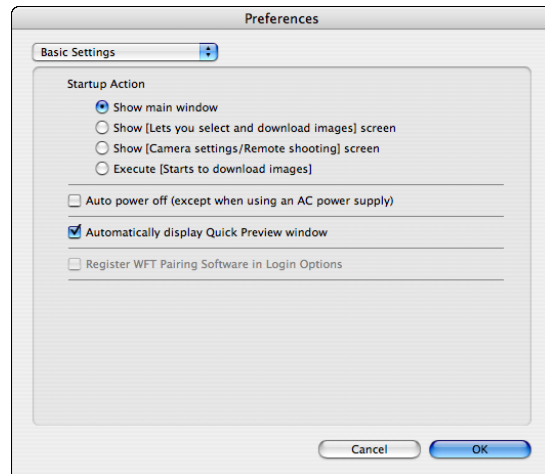 Preferences
Basic Settings
Startup Action
Show main window
Show [Lets you select and download images] screen
Show [Camera settings/Remote shooting] screen
Execute [Starts to download images]
Auto power off (except when using an AC power supply)
Automatically display Quick Preview window
Register WFT Pairing Software in Login Options
Cancel
OK